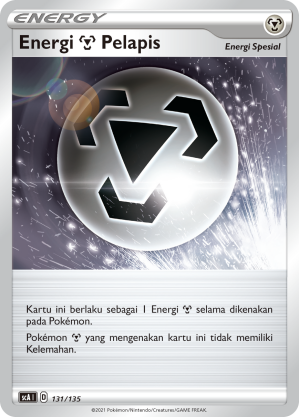 ENERGY
Energi Pelapis
Energi Spesial
Kartu ini berlaku sebagai 1 Energi selama dikenakan
pada Pokémon.
Pokémon yang mengenakan kartu ini tidak memiliki
Kelemahan.
scA I D 131/135
©2021 Pokémon/Nintendo/Creatures/GAME FREAK